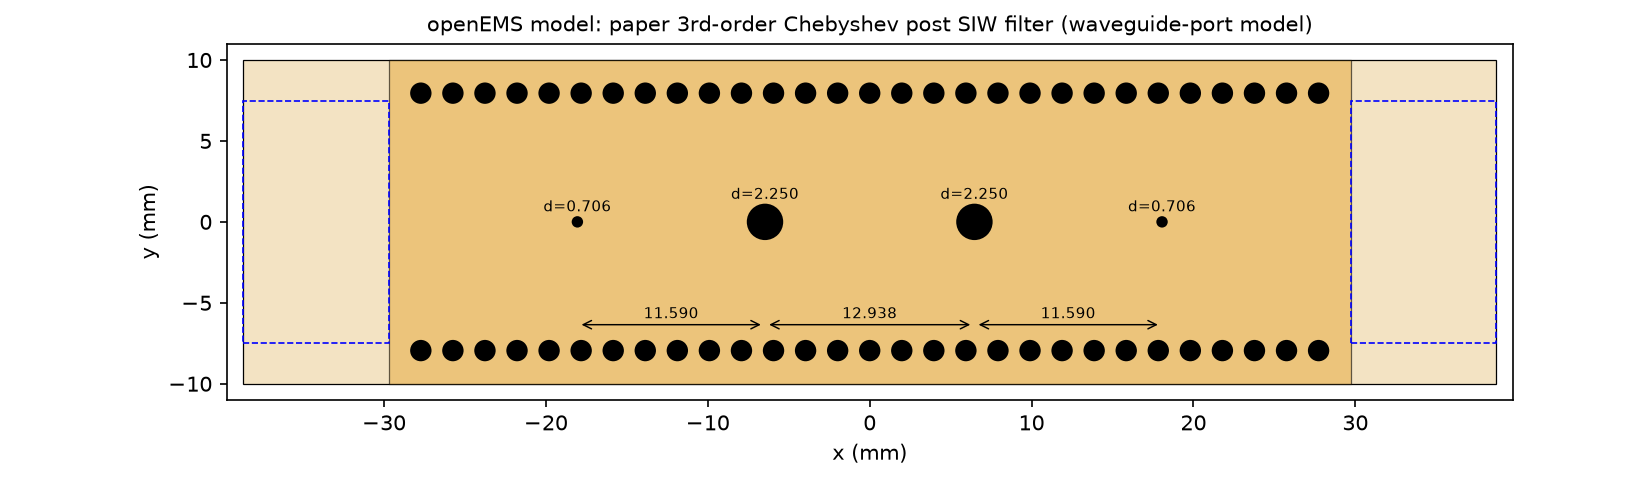 openEMS model: paper 3rd-order Chebyshev post SIW filter (waveguide-port model)
10
5
0
−5
−10
y (mm)
d=0.706
d=2.250
d=2.250
d=0.706
11.590
12.938
11.590
−30
−20
−10
0
10
20
30
x (mm)